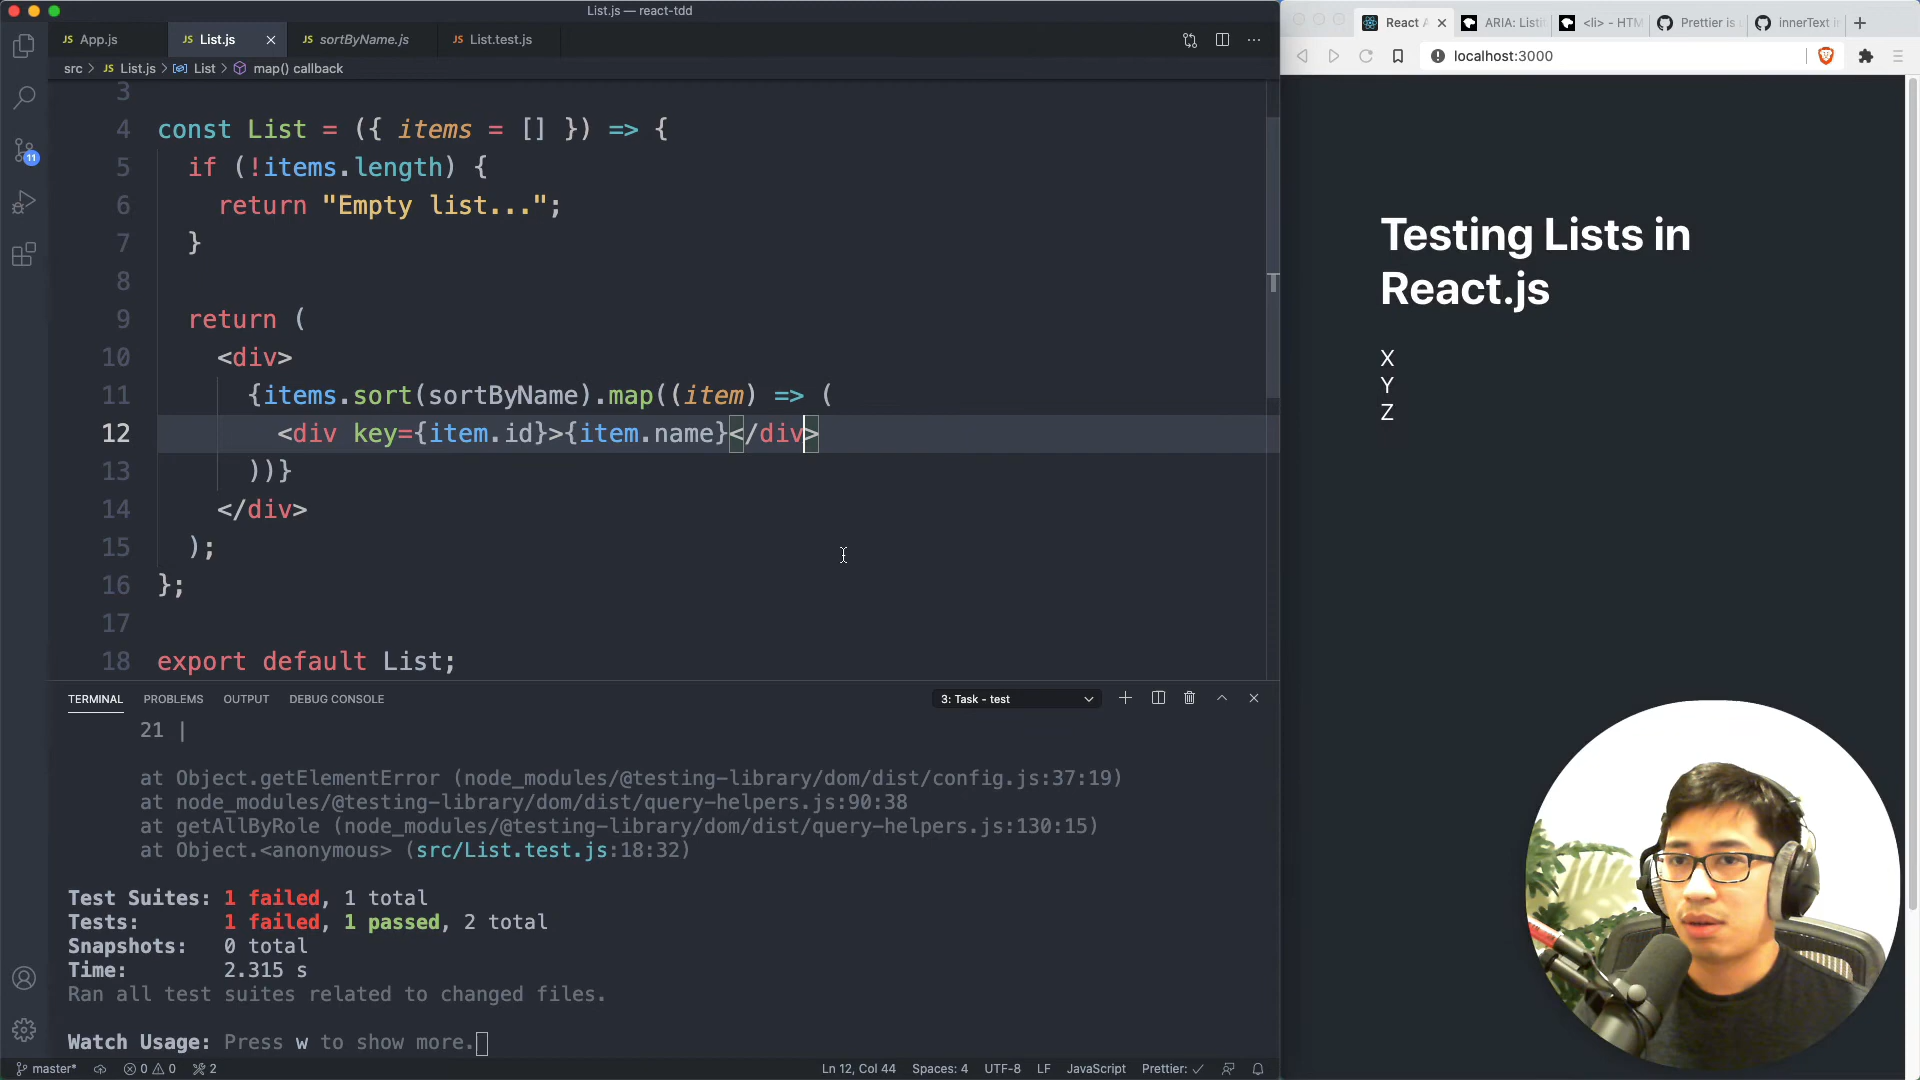 List.js — react-tdd
App.js
List.js
sortByName.js
List.test.js
src > List.js > List > map() callback
3
4 const List = ({ items = [] }) => {
5 if (!items.length) {
6 return "Empty list...";
7 }
8
9 return (
10 <div>
11 {items.sort(sortByName).map((item) => (
12 <div key={item.id}>{item.name}</div>
13 ))}
14 </div>
15 );
16 };
17
18 export default List;
11
TERMINAL PROBLEMS OUTPUT DEBUG CONSOLE
3: Task - test
21 |
at Object.getElementError (node_modules/@testing-library/dom/dist/config.js:37:19)
at node_modules/@testing-library/dom/dist/query-helpers.js:90:38
at getAllByRole (node_modules/@testing-library/dom/dist/query-helpers.js:130:15)
at Object.<anonymous> (src/List.test.js:18:32)
Test Suites: 1 failed, 1 total
Tests: 1 failed, 1 passed, 2 total
Snapshots: 0 total
Time: 2.315 s
Ran all test suites related to changed files.
Watch Usage: Press w to show more.
master* 0 0 2
Ln 12, Col 44 Spaces: 4 UTF-8 LF JavaScript Prettier: ✓
React A
ARIA: Listi
<li> - HTM
Prettier is
innerText i
localhost:3000
Testing Lists in
React.js
X
Y
Z